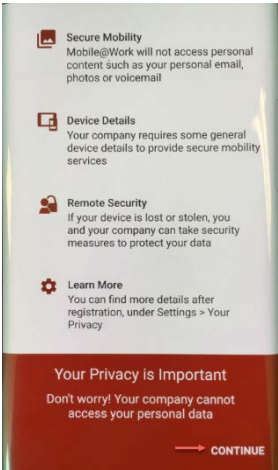 Secure Mobility
Mobile@Work will not access personal
content such as your personal email,
photos or voicemail
Device Details
Your company requires some general
device details to provide secure mobility
services
Remote Security
If your device is lost or stolen, you
and your company can take security
measures to protect your data
Learn More
You can find more details after
registration, under Settings > Your
Privacy
Your Privacy is Important
Don't worry! Your company cannot
access your personal data
CONTINUE